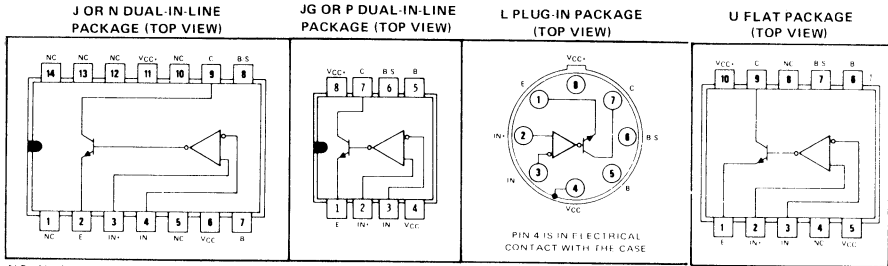 J OR N DUAL-IN-LINE
PACKAGE (TOP VIEW)
NC NC NC VCC+ NC C B S
14 13 12 11 10 9 8
1 2 3 4 5 6 7
NC E IN+ IN NC VCC B
JG OR P DUAL-IN-LINE
PACKAGE (TOP VIEW)
VCC+ C B S B
8 7 6 5
1 2 3 4
E IN+ IN VCC
L PLUG-IN PACKAGE
(TOP VIEW)
VCC+
E 8 C
1 7
IN+ 2 6 B S
IN 3 5 B
4
VCC
PIN 4 IS IN ELECTRICAL
CONTACT WITH THE CASE
U FLAT PACKAGE
(TOP VIEW)
VCC+ C NC B S B
10 9 8 7 6
1 2 3 4 5
E IN+ IN NC VCC